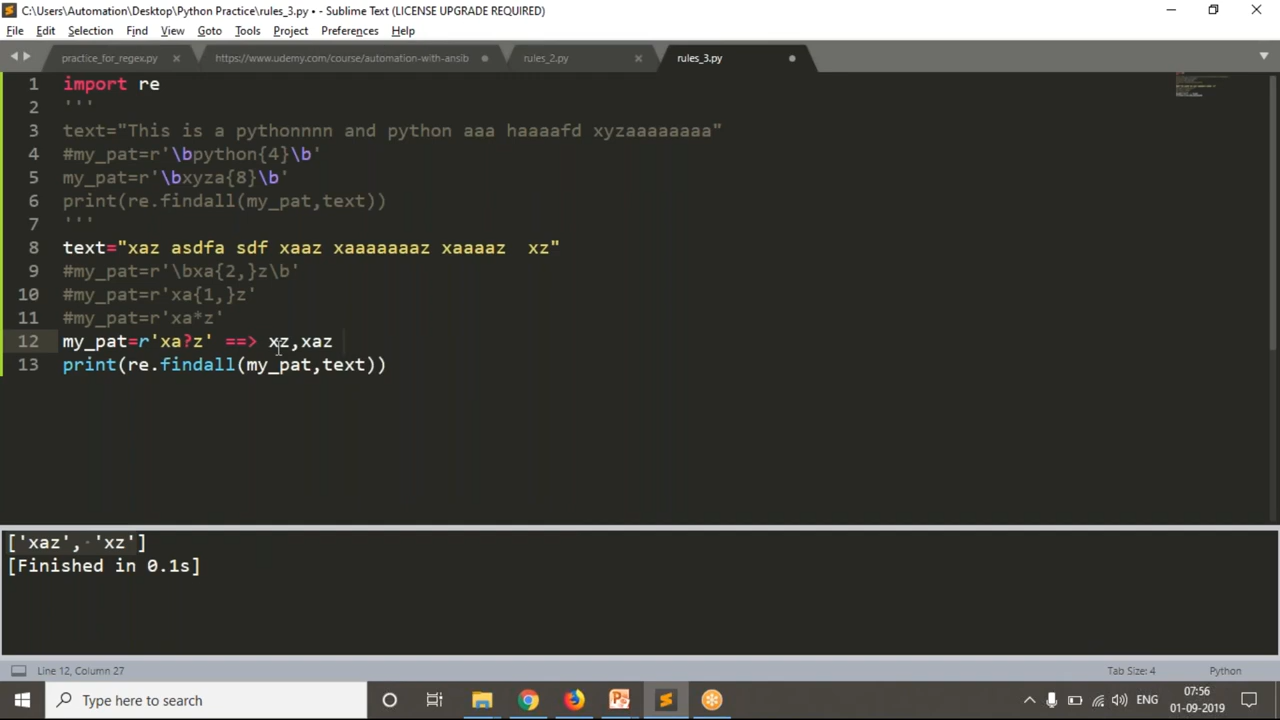 C:\Users\Automation\Desktop\Python Practice\rules_3.py • - Sublime Text (LICENSE UPGRADE REQUIRED)
File Edit Selection Find View Goto Tools Project Preferences Help
practice_for_regex.py https://www.udemy.com/course/automation-with-ansib rules_2.py rules_3.py
1 import re
2 '''
3 text="This is a pythonnnn and python aaa haaaafd xyzaaaaaaaa"
4 #my_pat=r'\bpython{4}\b'
5 my_pat=r'\bxyza{8}\b'
6 print(re.findall(my_pat,text))
7 '''
8 text="xaz asdfa sdf xaaz xaaaaaaaz xaaaaz  xz"
9 #my_pat=r'\bxa{2,}z\b'
10 #my_pat=r'xa{1,}z'
11 #my_pat=r'xa*z'
12 my_pat=r'xa?z' ==> xz,xaz
13 print(re.findall(my_pat,text))
['xaz', 'xz']
[Finished in 0.1s]
Line 12, Column 27 Tab Size: 4 Python
Type here to search ENG 07:56
01-09-2019